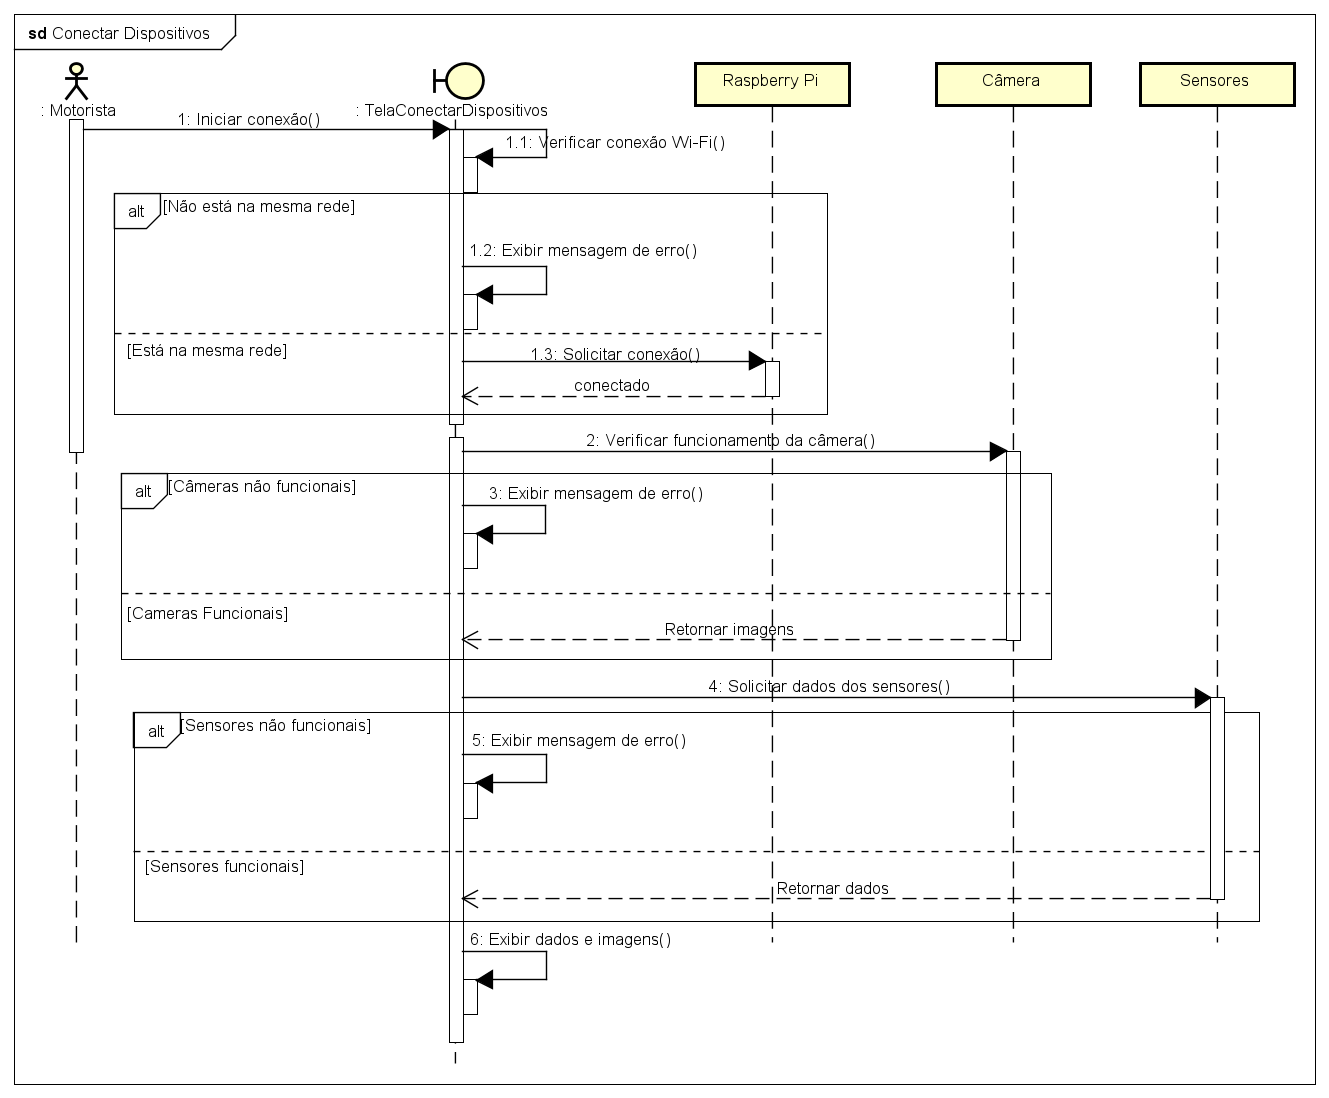 sd Conectar Dispositivos
: Motorista
: TelaConectarDispositivos
Raspberry Pi
Câmera
Sensores
1: Iniciar conexão()
1.1: Verificar conexão Wi-Fi()
alt
[Não está na mesma rede]
1.2: Exibir mensagem de erro()
[Está na mesma rede]
1.3: Solicitar conexão()
conectado
2: Verificar funcionamento da câmera()
alt
[Câmeras não funcionais]
3: Exibir mensagem de erro()
[Cameras Funcionais]
Retornar imagens
4: Solicitar dados dos sensores()
alt
[Sensores não funcionais]
5: Exibir mensagem de erro()
[Sensores funcionais]
Retornar dados
6: Exibir dados e imagens()